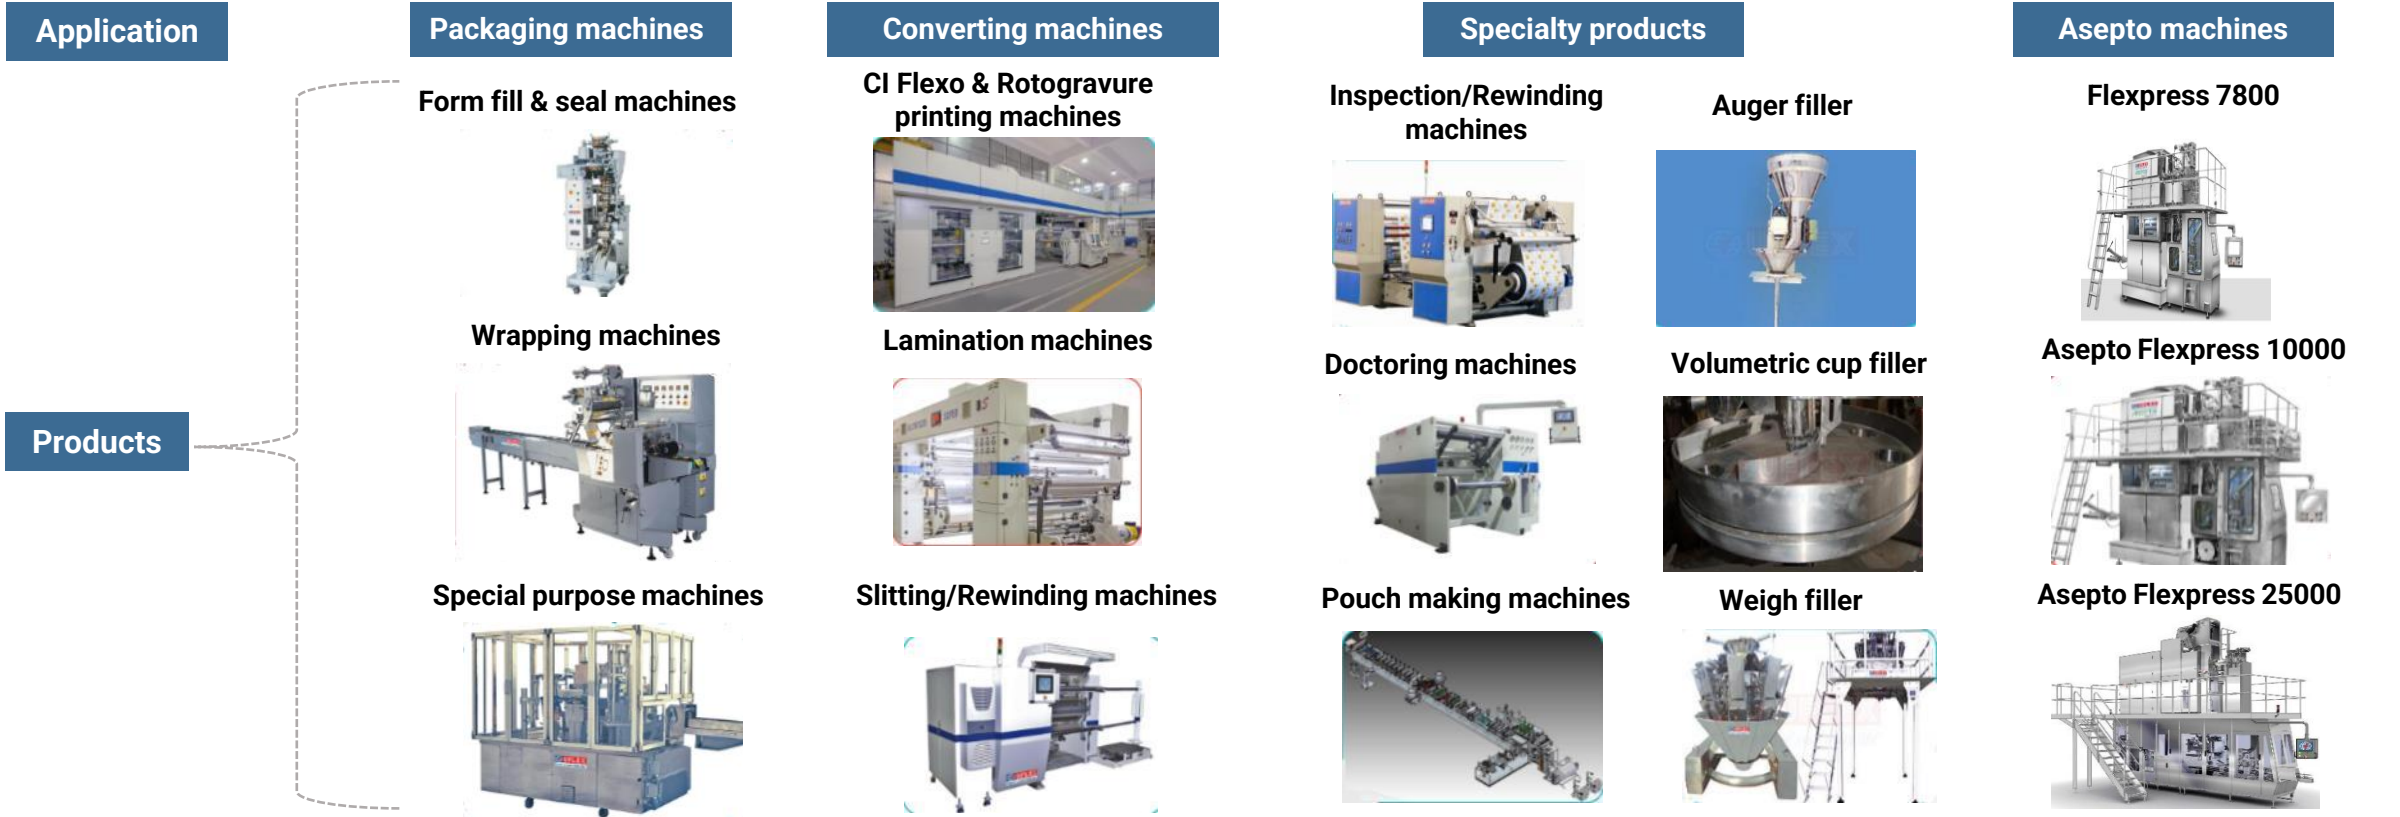 Application
Packaging machines
Converting machines
Specialty products
Asepto machines
Products
Form fill & seal machines
Wrapping machines
Special purpose machines
CI Flexo & Rotogravure
printing machines
Lamination machines
Slitting/Rewinding machines
Inspection/Rewinding
machines
Doctoring machines
Pouch making machines
Auger filler
Volumetric cup filler
Weigh filler
Flexpress 7800
Asepto Flexpress 10000
Asepto Flexpress 25000